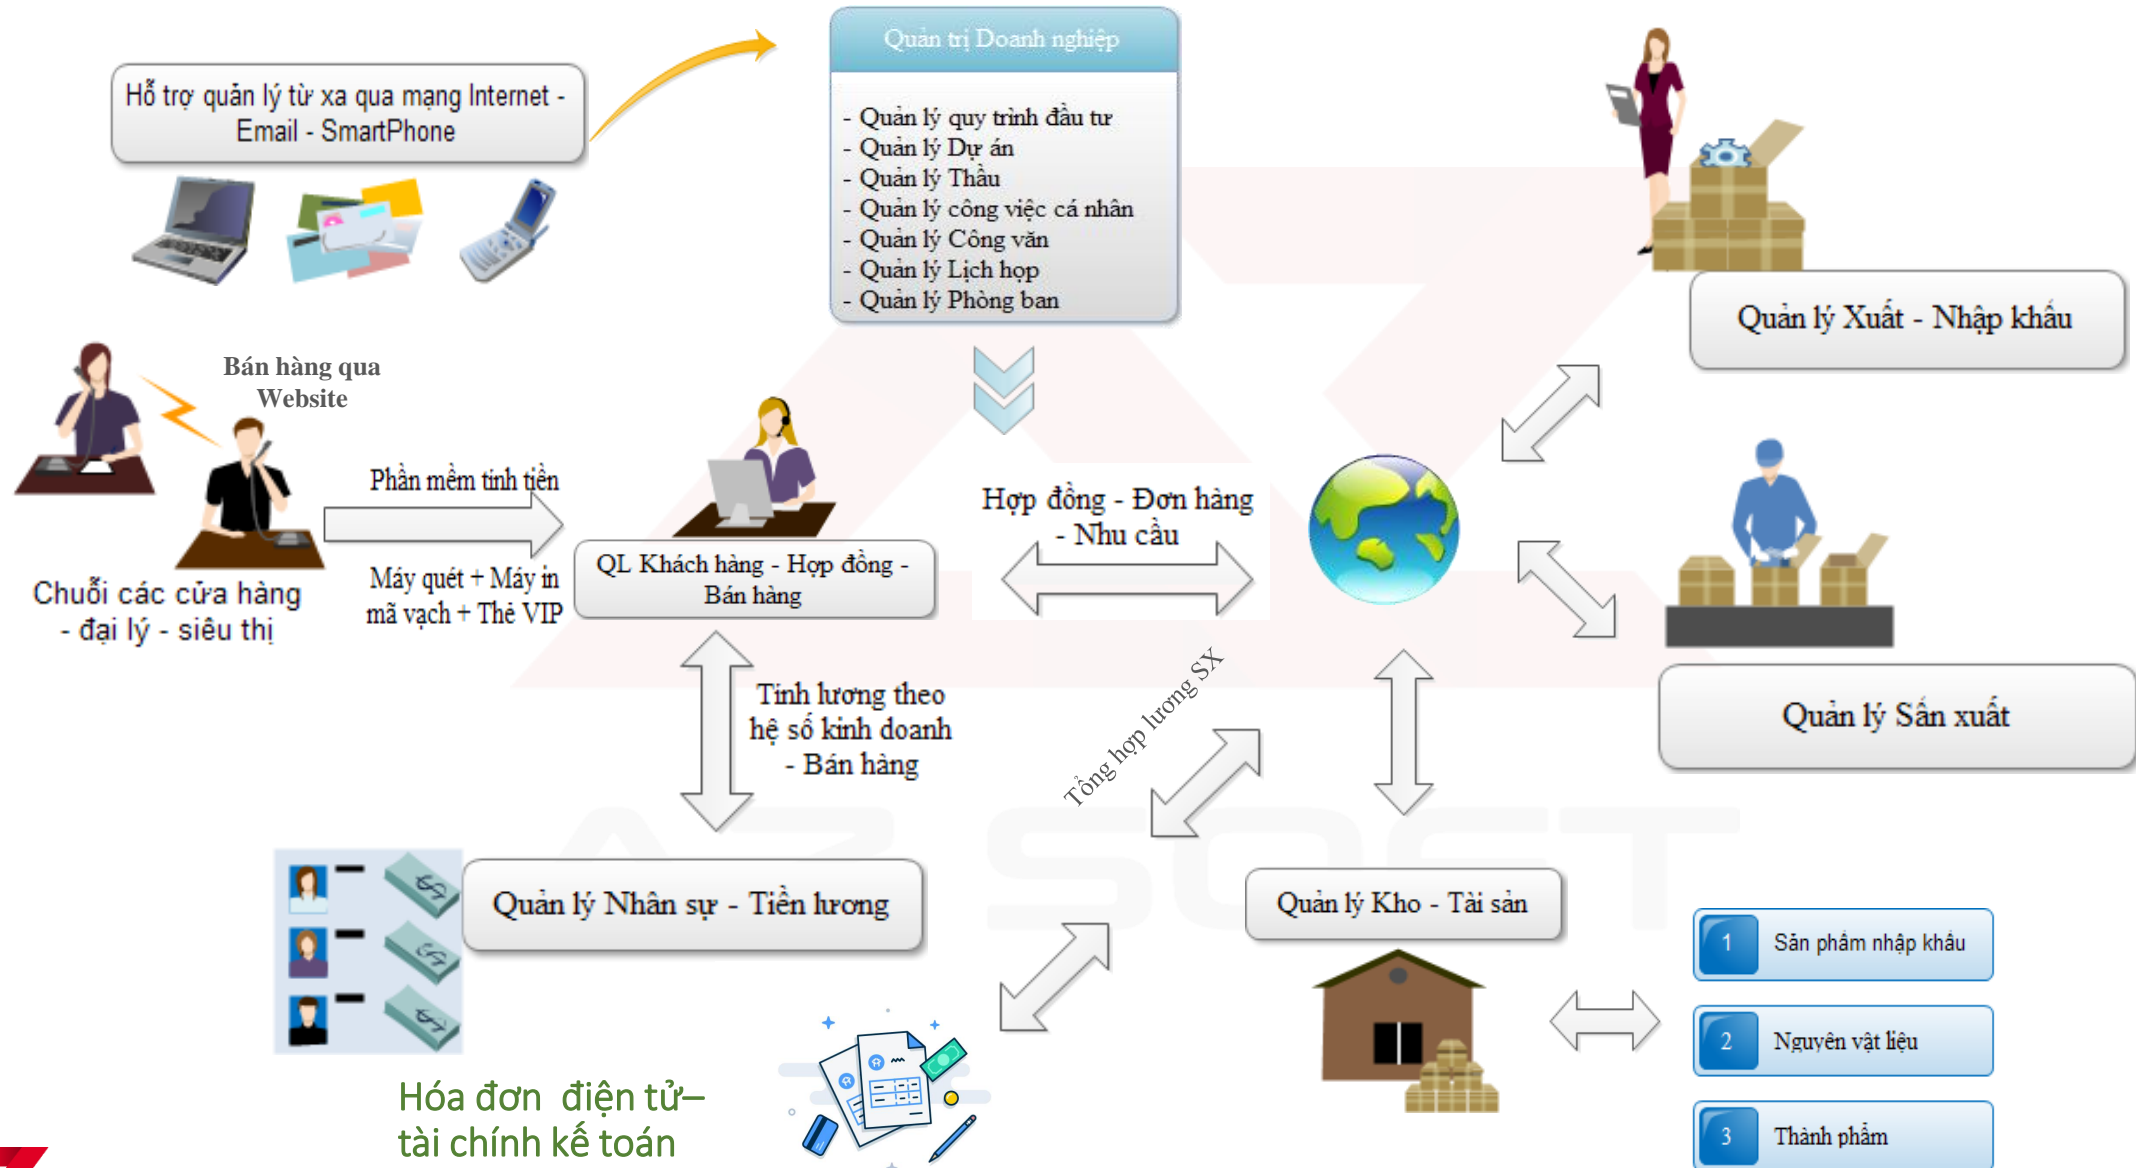 Quản trị Doanh nghiệp
Hỗ trợ quản lý từ xa qua mạng Internet -
Email - SmartPhone
- Quản lý quy trình đầu tư
- Quản lý Dự án
- Quản lý Thầu
- Quản lý công việc cá nhân
- Quản lý Công văn
- Quản lý Lịch họp
- Quản lý Phòng ban
Quản lý Xuất - Nhập khẩu
Bán hàng qua
Website
Phần mềm tính tiền
Hợp đồng - Đơn hàng
- Nhu cầu
QL Khách hàng - Hợp đồng -
Bán hàng
Máy quét + Máy in
mã vạch + Thẻ VIP
Chuỗi các cửa hàng
- đại lý - siêu thị
Tính lương theo
hệ số kinh doanh
- Bán hàng
Tổng hợp lương SX
Quản lý Sấn xuất
AZ SOFT
Quản lý Nhân sự - Tiền lương
Quản lý Kho - Tài sản
1 Sản phẩm nhập khẩu
2 Nguyên vật liệu
3 Thành phẩm
Hóa đơn điện tử–
tài chính kế toán